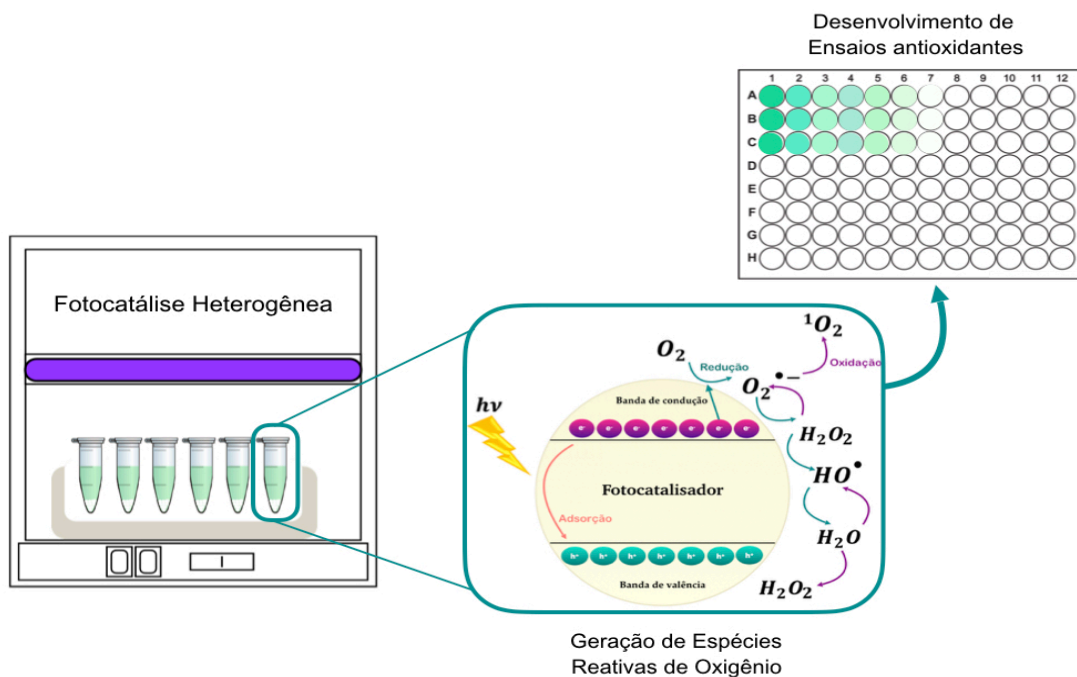 Desenvolvimento de
Ensaios antioxidantes
1 2 3 4 5 6 7 8 9 10 11 12
A
B
C
D
E
F
G
H
Fotocatálise Heterogênea
I
hν
O₂
Redução
¹O₂
Oxidação
O₂•−
H₂O₂
HO•
H₂O
H₂O₂
Banda de condução
e⁻ e⁻ e⁻ e⁻ e⁻ e⁻ e⁻
Fotocatalisador
Adsorção
h⁺ h⁺ h⁺ h⁺ h⁺ h⁺ h⁺
Banda de valência
Geração de Espécies
Reativas de Oxigênio